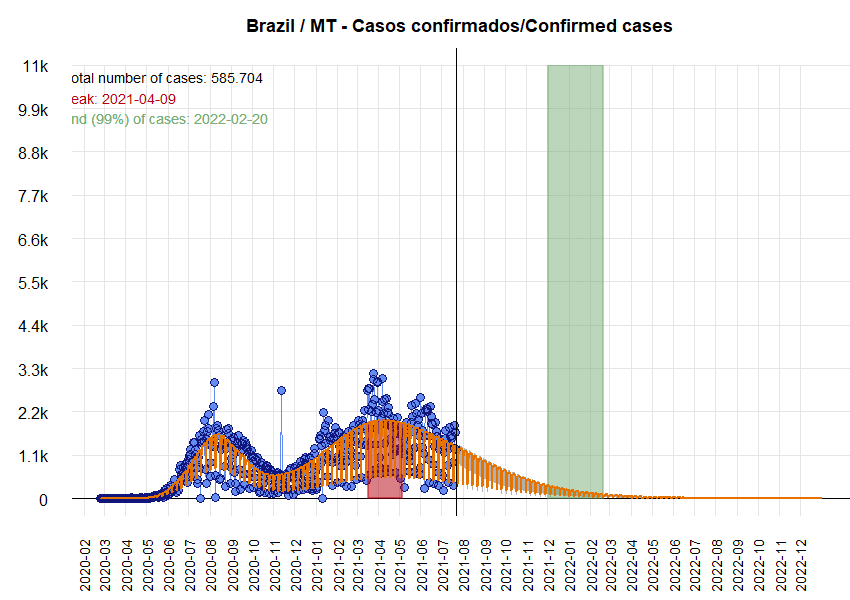 Brazil / MT - Casos confirmados/Confirmed cases
otal number of cases: 585.704
eak: 2021-04-09
nd (99%) of cases: 2022-02-20
11k
9.9k
8.8k
7.7k
6.6k
5.5k
4.4k
3.3k
2.2k
1.1k
0
2020-02
2020-03
2020-04
2020-05
2020-06
2020-07
2020-08
2020-09
2020-10
2020-11
2020-12
2021-01
2021-02
2021-03
2021-04
2021-05
2021-06
2021-07
2021-08
2021-09
2021-10
2021-11
2021-12
2022-01
2022-02
2022-03
2022-04
2022-05
2022-06
2022-07
2022-08
2022-09
2022-10
2022-11
2022-12